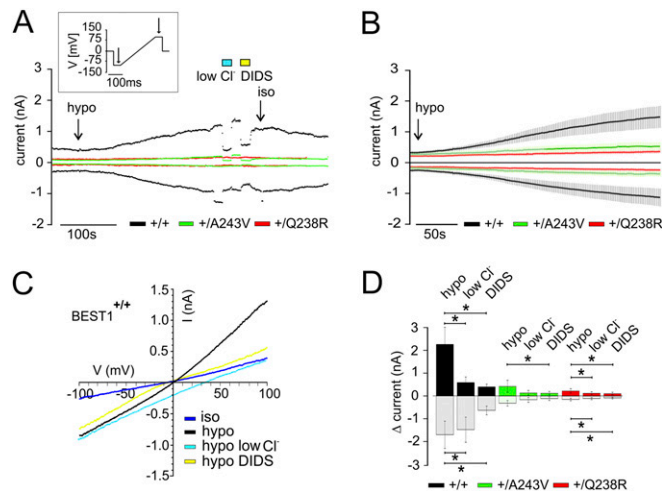 A
V [mV]
150
75
0
-75
-150
100ms
low Cl⁻ DIDS
hypo
iso
current (nA)
3
2
1
0
-1
-2
100s
+/+ +/A243V +/Q238R
B
hypo
current (nA)
3
2
1
0
-1
-2
50s
+/+ +/A243V +/Q238R
C
BEST1+/+
I (nA)
1.5
1.0
0.5
0
-0.5
-1.0
-1.5
V (mV)
-100 -50 50 100
iso
hypo
hypo low Cl⁻
hypo DIDS
D
hypo
low Cl⁻
DIDS
hypo
low Cl⁻
DIDS
hypo
low Cl⁻
DIDS
Δ current (nA)
3
2
1
0
-1
-2
-3
* * * * * * * * *
+/+ +/A243V +/Q238R